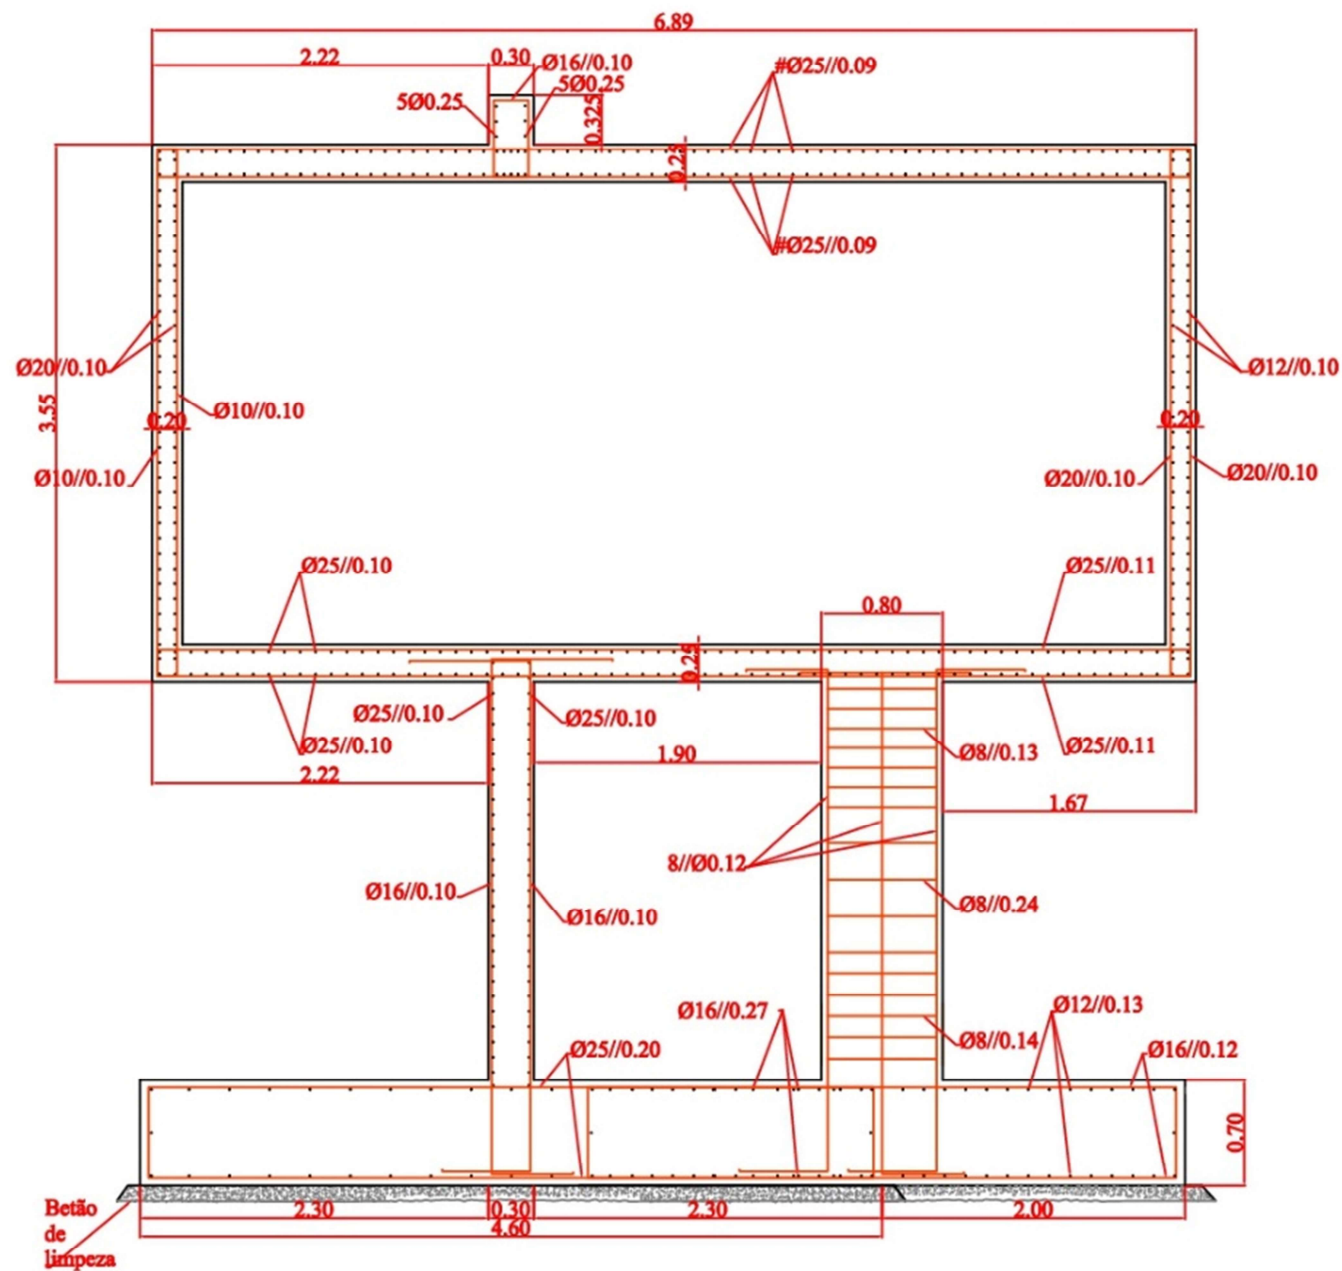 6.89
2.22
0.30
Ø16//0.10
#Ø25//0.09
5Ø0.25
5Ø0.25
0.325
0.25
#Ø25//0.09
Ø20//0.10
Ø12//0.10
3.55
Ø10//0.10
0.20
0.20
Ø10//0.10
Ø20//0.10
Ø20//0.10
Ø25//0.10
Ø25//0.11
0.80
0.25
Ø25//0.10
Ø25//0.10
Ø25//0.10
Ø25//0.11
Ø8//0.13
1.90
2.22
1.67
8//Ø0.12
Ø16//0.10
Ø8//0.24
Ø16//0.10
Ø16//0.27
Ø12//0.13
Ø8//0.14
Ø25//0.20
Ø16//0.12
0.70
Betão
de
limpeza
2.30
0.30
2.30
2.00
4.60